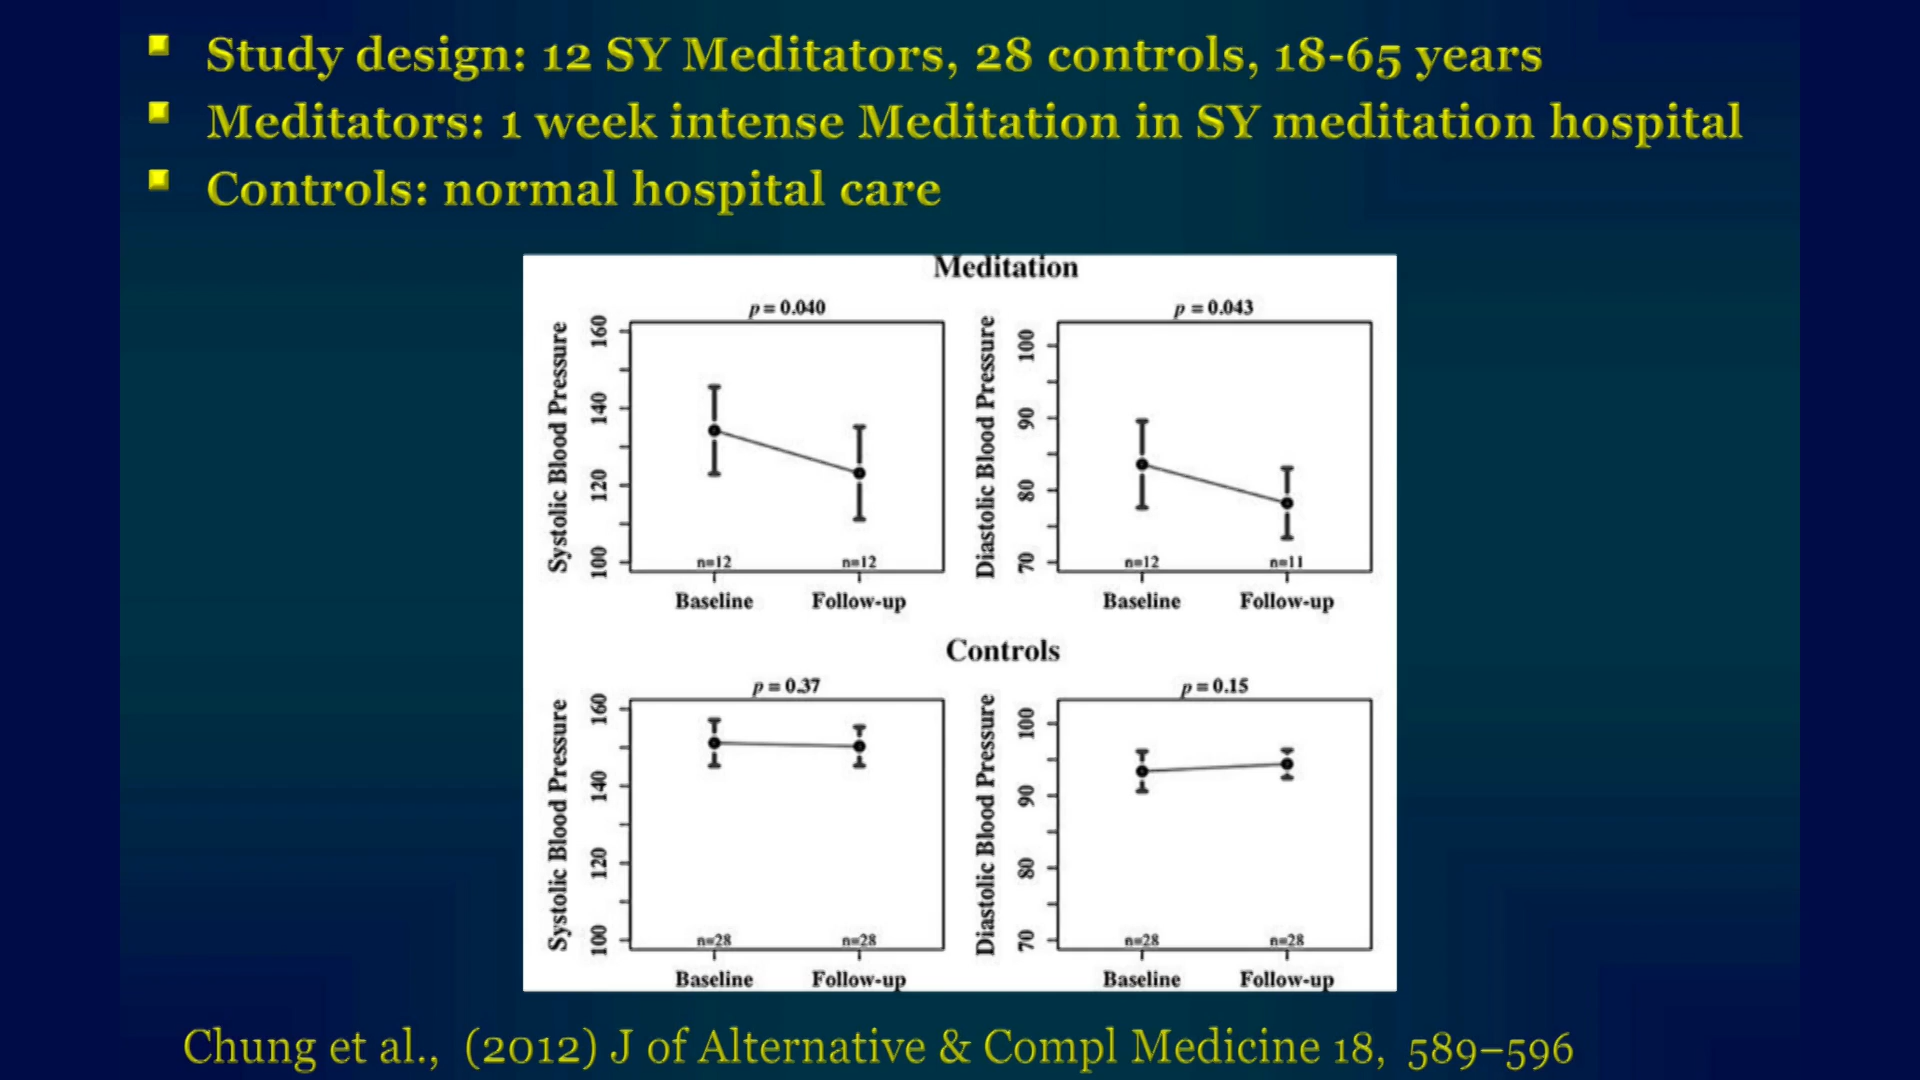 Study design: 12 SY Meditators, 28 controls, 18-65 years
Meditators: 1 week intense Meditation in SY meditation hospital
Controls: normal hospital care
Meditation
p = 0.040
Systolic Blood Pressure
160
140
120
100
n=12
n=12
Baseline
Follow-up
p = 0.043
Diastolic Blood Pressure
100
90
80
70
n=12
n=11
Baseline
Follow-up
Controls
p = 0.37
Systolic Blood Pressure
160
140
120
100
n=28
n=28
Baseline
Follow-up
p = 0.15
Diastolic Blood Pressure
100
90
80
70
n=28
n=28
Baseline
Follow-up
Chung et al., (2012) J of Alternative & Compl Medicine 18, 589–596